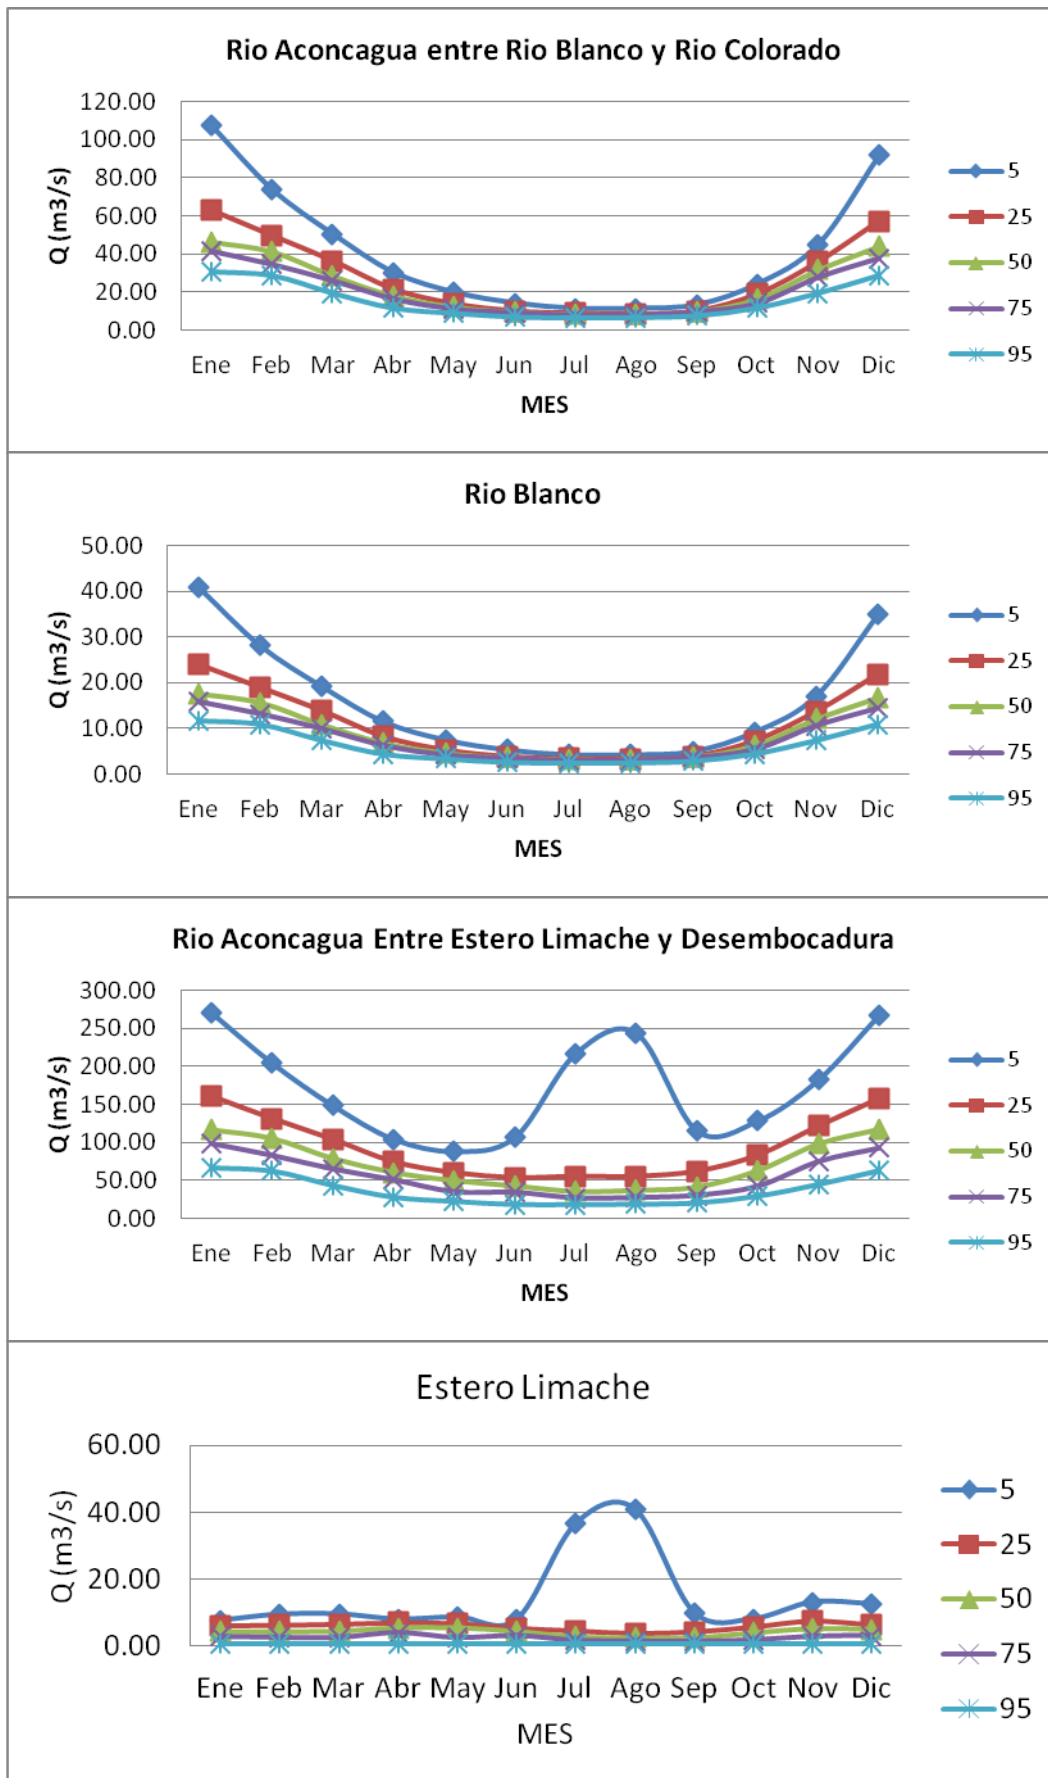 Rio Aconcagua entre Rio Blanco y Rio Colorado
120.00
100.00
80.00
60.00
40.00
20.00
0.00
Q (m3/s)
Ene Feb Mar Abr May Jun Jul Ago Sep Oct Nov Dic
MES
5
25
50
75
95
Rio Blanco
50.00
40.00
30.00
20.00
10.00
0.00
Q (m3/s)
Ene Feb Mar Abr May Jun Jul Ago Sep Oct Nov Dic
MES
5
25
50
75
95
Rio Aconcagua Entre Estero Limache y Desembocadura
300.00
250.00
200.00
150.00
100.00
50.00
0.00
Q (m3/s)
Ene Feb Mar Abr May Jun Jul Ago Sep Oct Nov Dic
MES
5
25
50
75
95
Estero Limache
60.00
40.00
20.00
0.00
Q (m3/s)
Ene Feb Mar Abr May Jun Jul Ago Sep Oct Nov Dic
MES
5
25
50
75
95